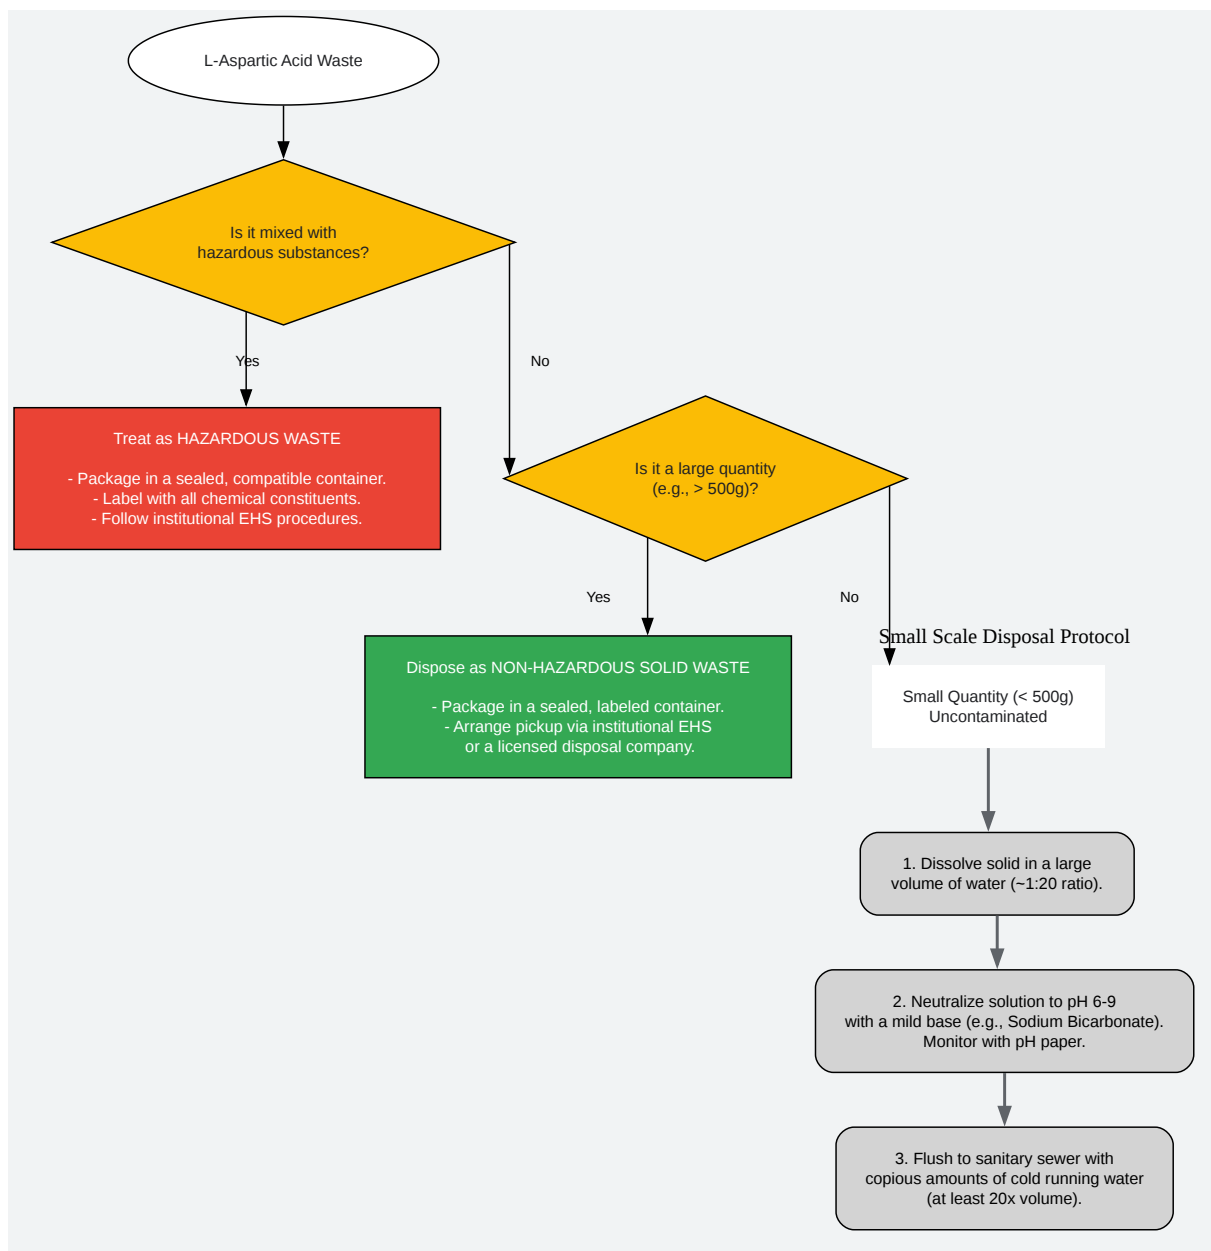 L-Aspartic Acid Waste
Is it mixed with
hazardous substances?
Yes
No
Treat as HAZARDOUS WASTE
- Package in a sealed, compatible container.
- Label with all chemical constituents.
- Follow institutional EHS procedures.
Is it a large quantity
(e.g., > 500g)?
Yes
No
Dispose as NON-HAZARDOUS SOLID WASTE
- Package in a sealed, labeled container.
- Arrange pickup via institutional EHS
or a licensed disposal company.
Small Scale Disposal Protocol
Small Quantity (< 500g)
Uncontaminated
1. Dissolve solid in a large
volume of water (~1:20 ratio).
2. Neutralize solution to pH 6-9
with a mild base (e.g., Sodium Bicarbonate).
Monitor with pH paper.
3. Flush to sanitary sewer with
copious amounts of cold running water
(at least 20x volume).